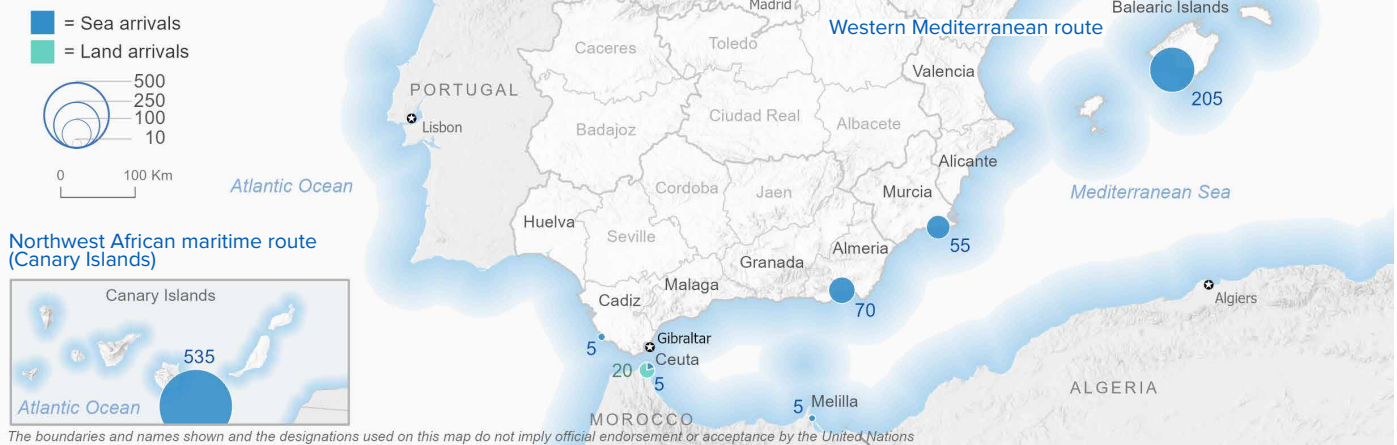 = Sea arrivals
= Land arrivals
500
250
100
10
0 100 Km
Madrid
Western Mediterranean route
Balearic Islands
Caceres
Toledo
Valencia
205
PORTUGAL
Lisbon
Badajoz
Ciudad Real
Albacete
Alicante
Atlantic Ocean
Cordoba
Jaen
Murcia
Mediterranean Sea
Huelva
Seville
55
Almeria
Granada
Malaga
Cadiz
70
Algiers
Northwest African maritime route
(Canary Islands)
Canary Islands
535
Atlantic Ocean
5
Gibraltar
Ceuta
20
5
5
Melilla
MOROCCO
ALGERIA
The boundaries and names shown and the designations used on this map do not imply official endorsement or acceptance by the United Nations